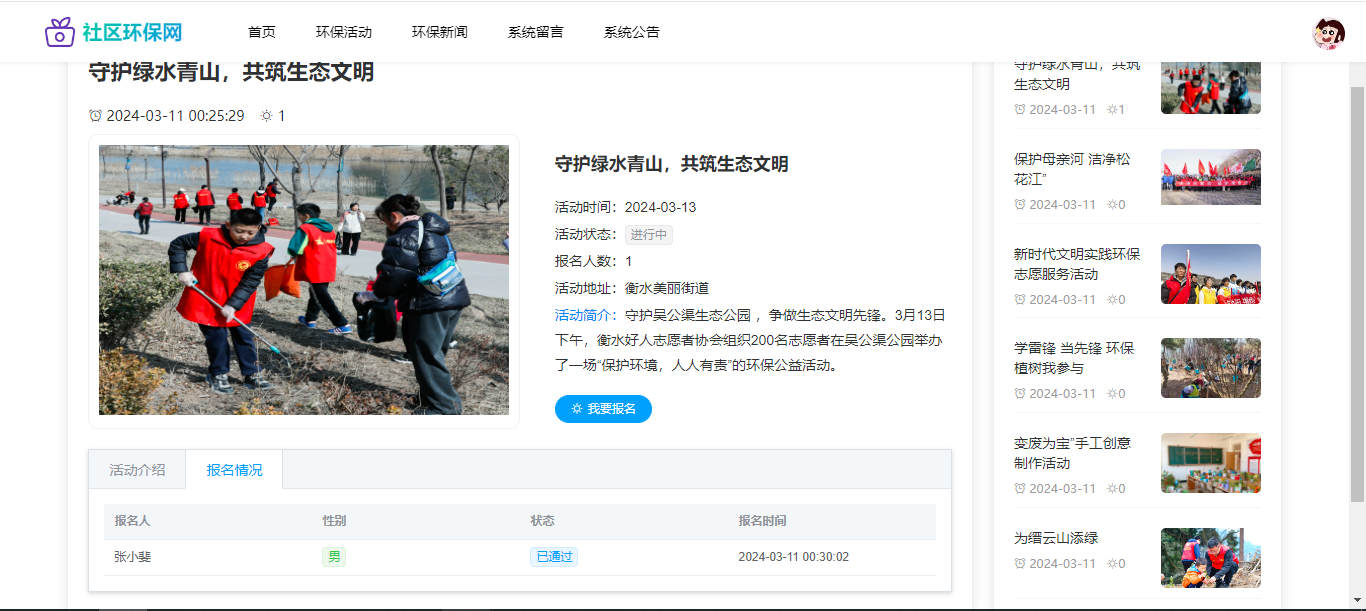 社区环保网
首页
环保活动
环保新闻
系统留言
系统公告
守护绿水青山，共筑生态文明
2024-03-11 00:25:29
1
守护绿水青山，共筑生态文明
活动时间：2024-03-13
活动状态：进行中
报名人数：1
活动地址：衡水美丽街道
活动简介：守护吴公渠生态公园 ，争做生态文明先锋。3月13日
下午，衡水好人志愿者协会组织200名志愿者在吴公渠公园举办
了一场“保护环境，人人有责”的环保公益活动。
我要报名
活动介绍
报名情况
报名人 性别 状态 报名时间
张小斐 男 已通过 2024-03-11 00:30:02
守护绿水青山，共筑
生态文明
2024-03-11 1
保护母亲河 洁净松
花江”
2024-03-11 0
新时代文明实践环保
志愿服务活动
2024-03-11 0
学雷锋 当先锋 环保
植树我参与
2024-03-11 0
变废为宝”手工创意
制作活动
2024-03-11 0
为缙云山添绿
2024-03-11 0